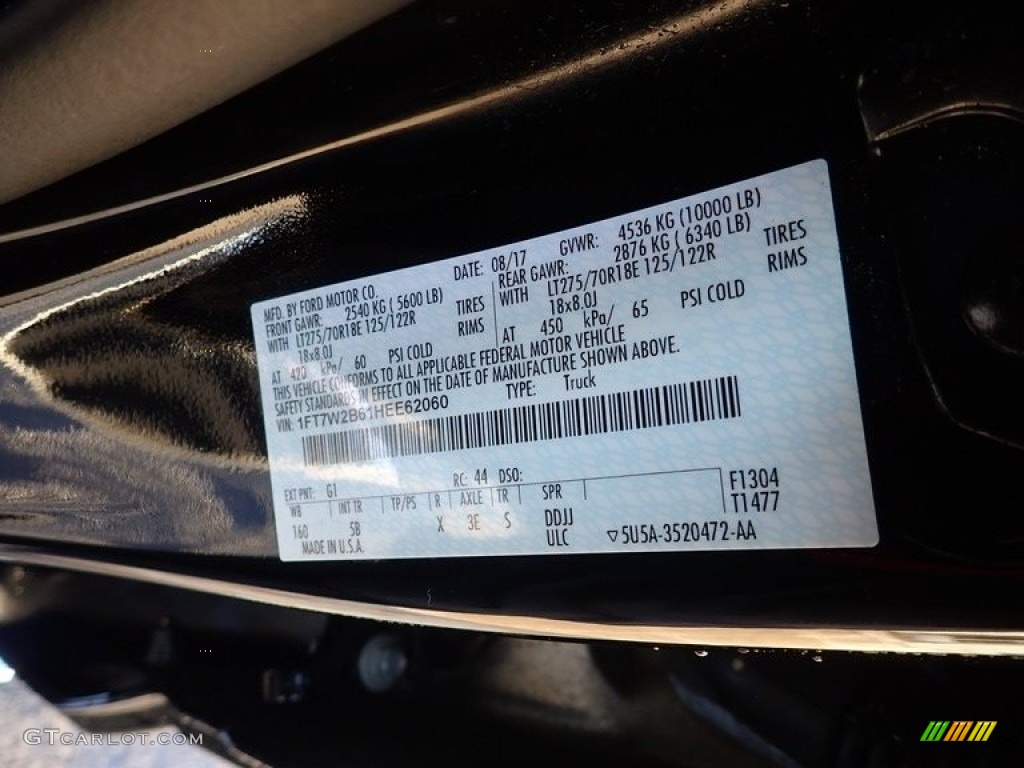 MFD. BY FORD MOTOR CO. DATE: 08/17 GVWR: 4536 KG (10000 LB)
FRONT GAWR: 2540 KG ( 5600 LB) REAR GAWR: 2876 KG ( 6340 LB)
WITH LT275/70R18E 125/122R TIRES WITH LT275/70R18E 125/122R TIRES
18x8.0J RIMS 18x8.0J RIMS
AT 420 kPa/ 60 PSI COLD AT 450 kPa/ 65 PSI COLD
THIS VEHICLE CONFORMS TO ALL APPLICABLE FEDERAL MOTOR VEHICLE
SAFETY STANDARDS IN EFFECT ON THE DATE OF MANUFACTURE SHOWN ABOVE.
VIN: 1FT7W2B61HEE62060 TYPE: Truck
EXT PNT: G1 RC: 44 DSO:
WB INT TR TP/PS R AXLE TR SPR F1304
160 5B X 3E S DDJJ T1477
MADE IN U.S.A. ULC ▽5U5A-3520472-AA
GTCARLOT.COM